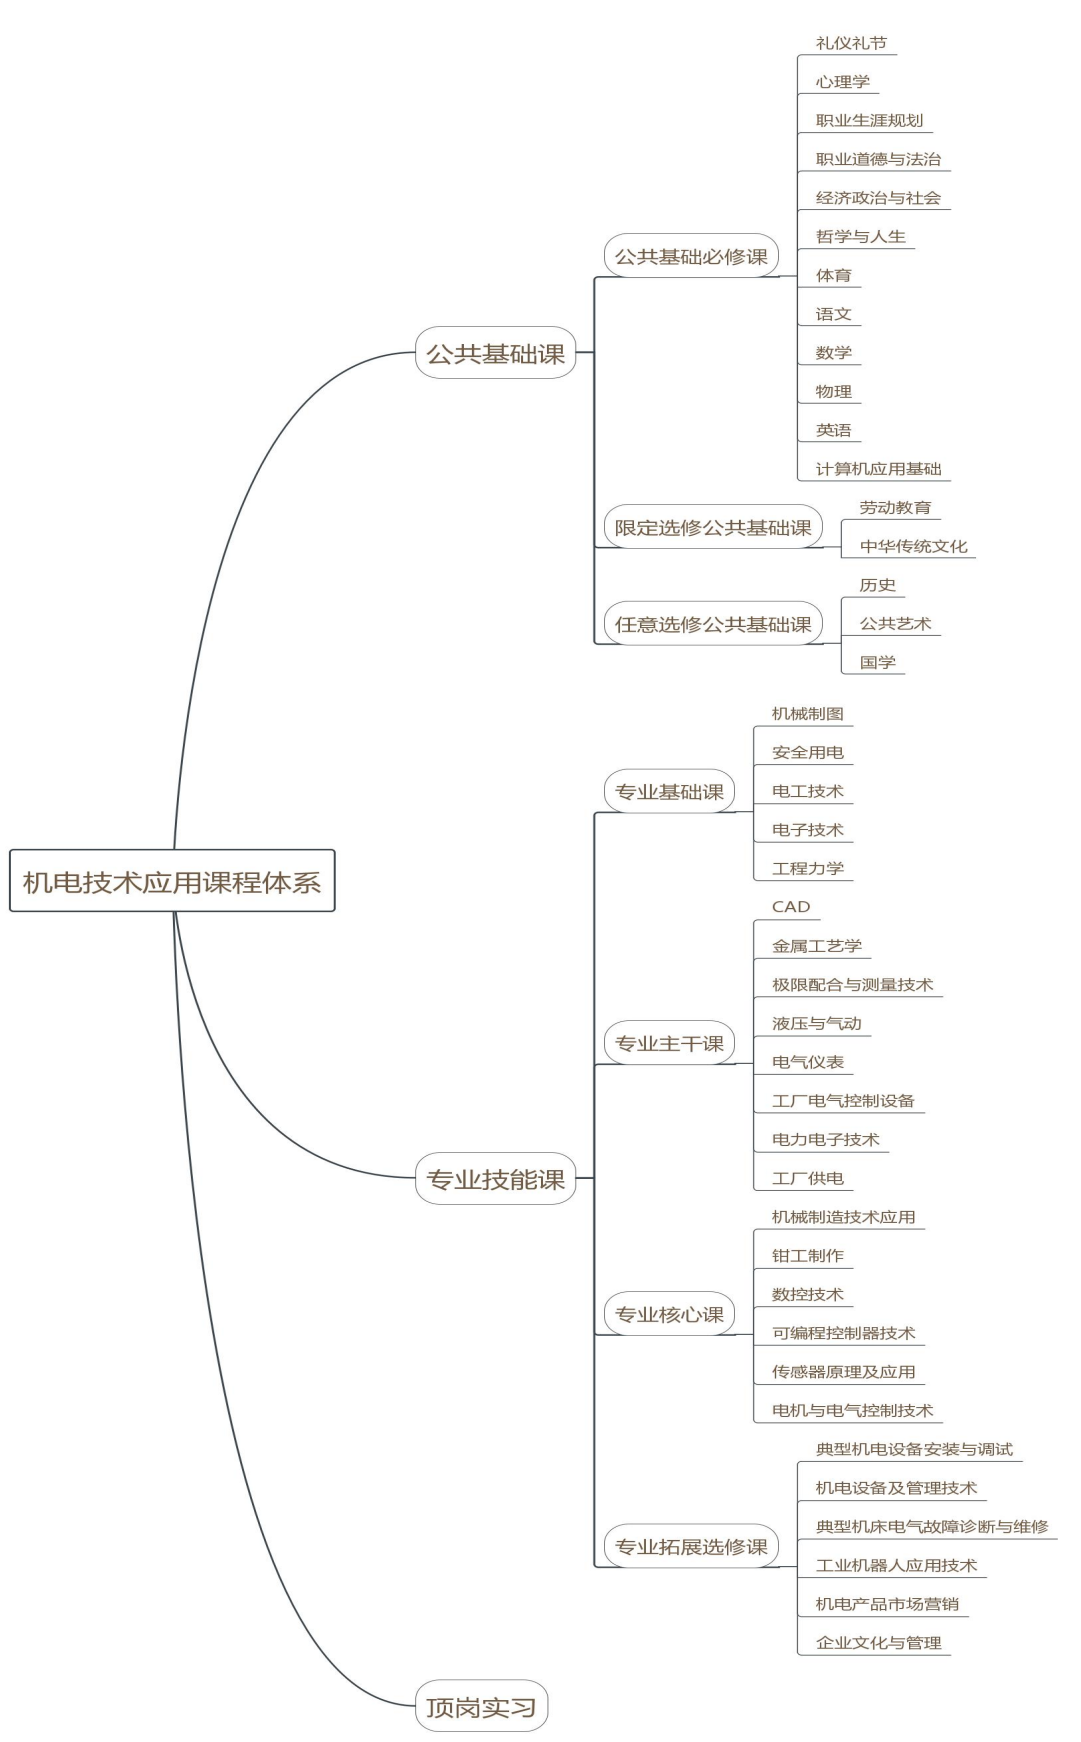 机电技术应用课程体系
公共基础课
公共基础必修课
礼仪礼节
心理学
职业生涯规划
职业道德与法治
经济政治与社会
哲学与人生
体育
语文
数学
物理
英语
计算机应用基础
限定选修公共基础课
劳动教育
中华传统文化
任意选修公共基础课
历史
公共艺术
国学
专业技能课
专业基础课
机械制图
安全用电
电工技术
电子技术
工程力学
专业主干课
CAD
金属工艺学
极限配合与测量技术
液压与气动
电气仪表
工厂电气控制设备
电力电子技术
工厂供电
专业核心课
机械制造技术应用
钳工制作
数控技术
可编程控制器技术
传感器原理及应用
电机与电气控制技术
专业拓展选修课
典型机电设备安装与调试
机电设备及管理技术
典型机床电气故障诊断与维修
工业机器人应用技术
机电产品市场营销
企业文化与管理
顶岗实习